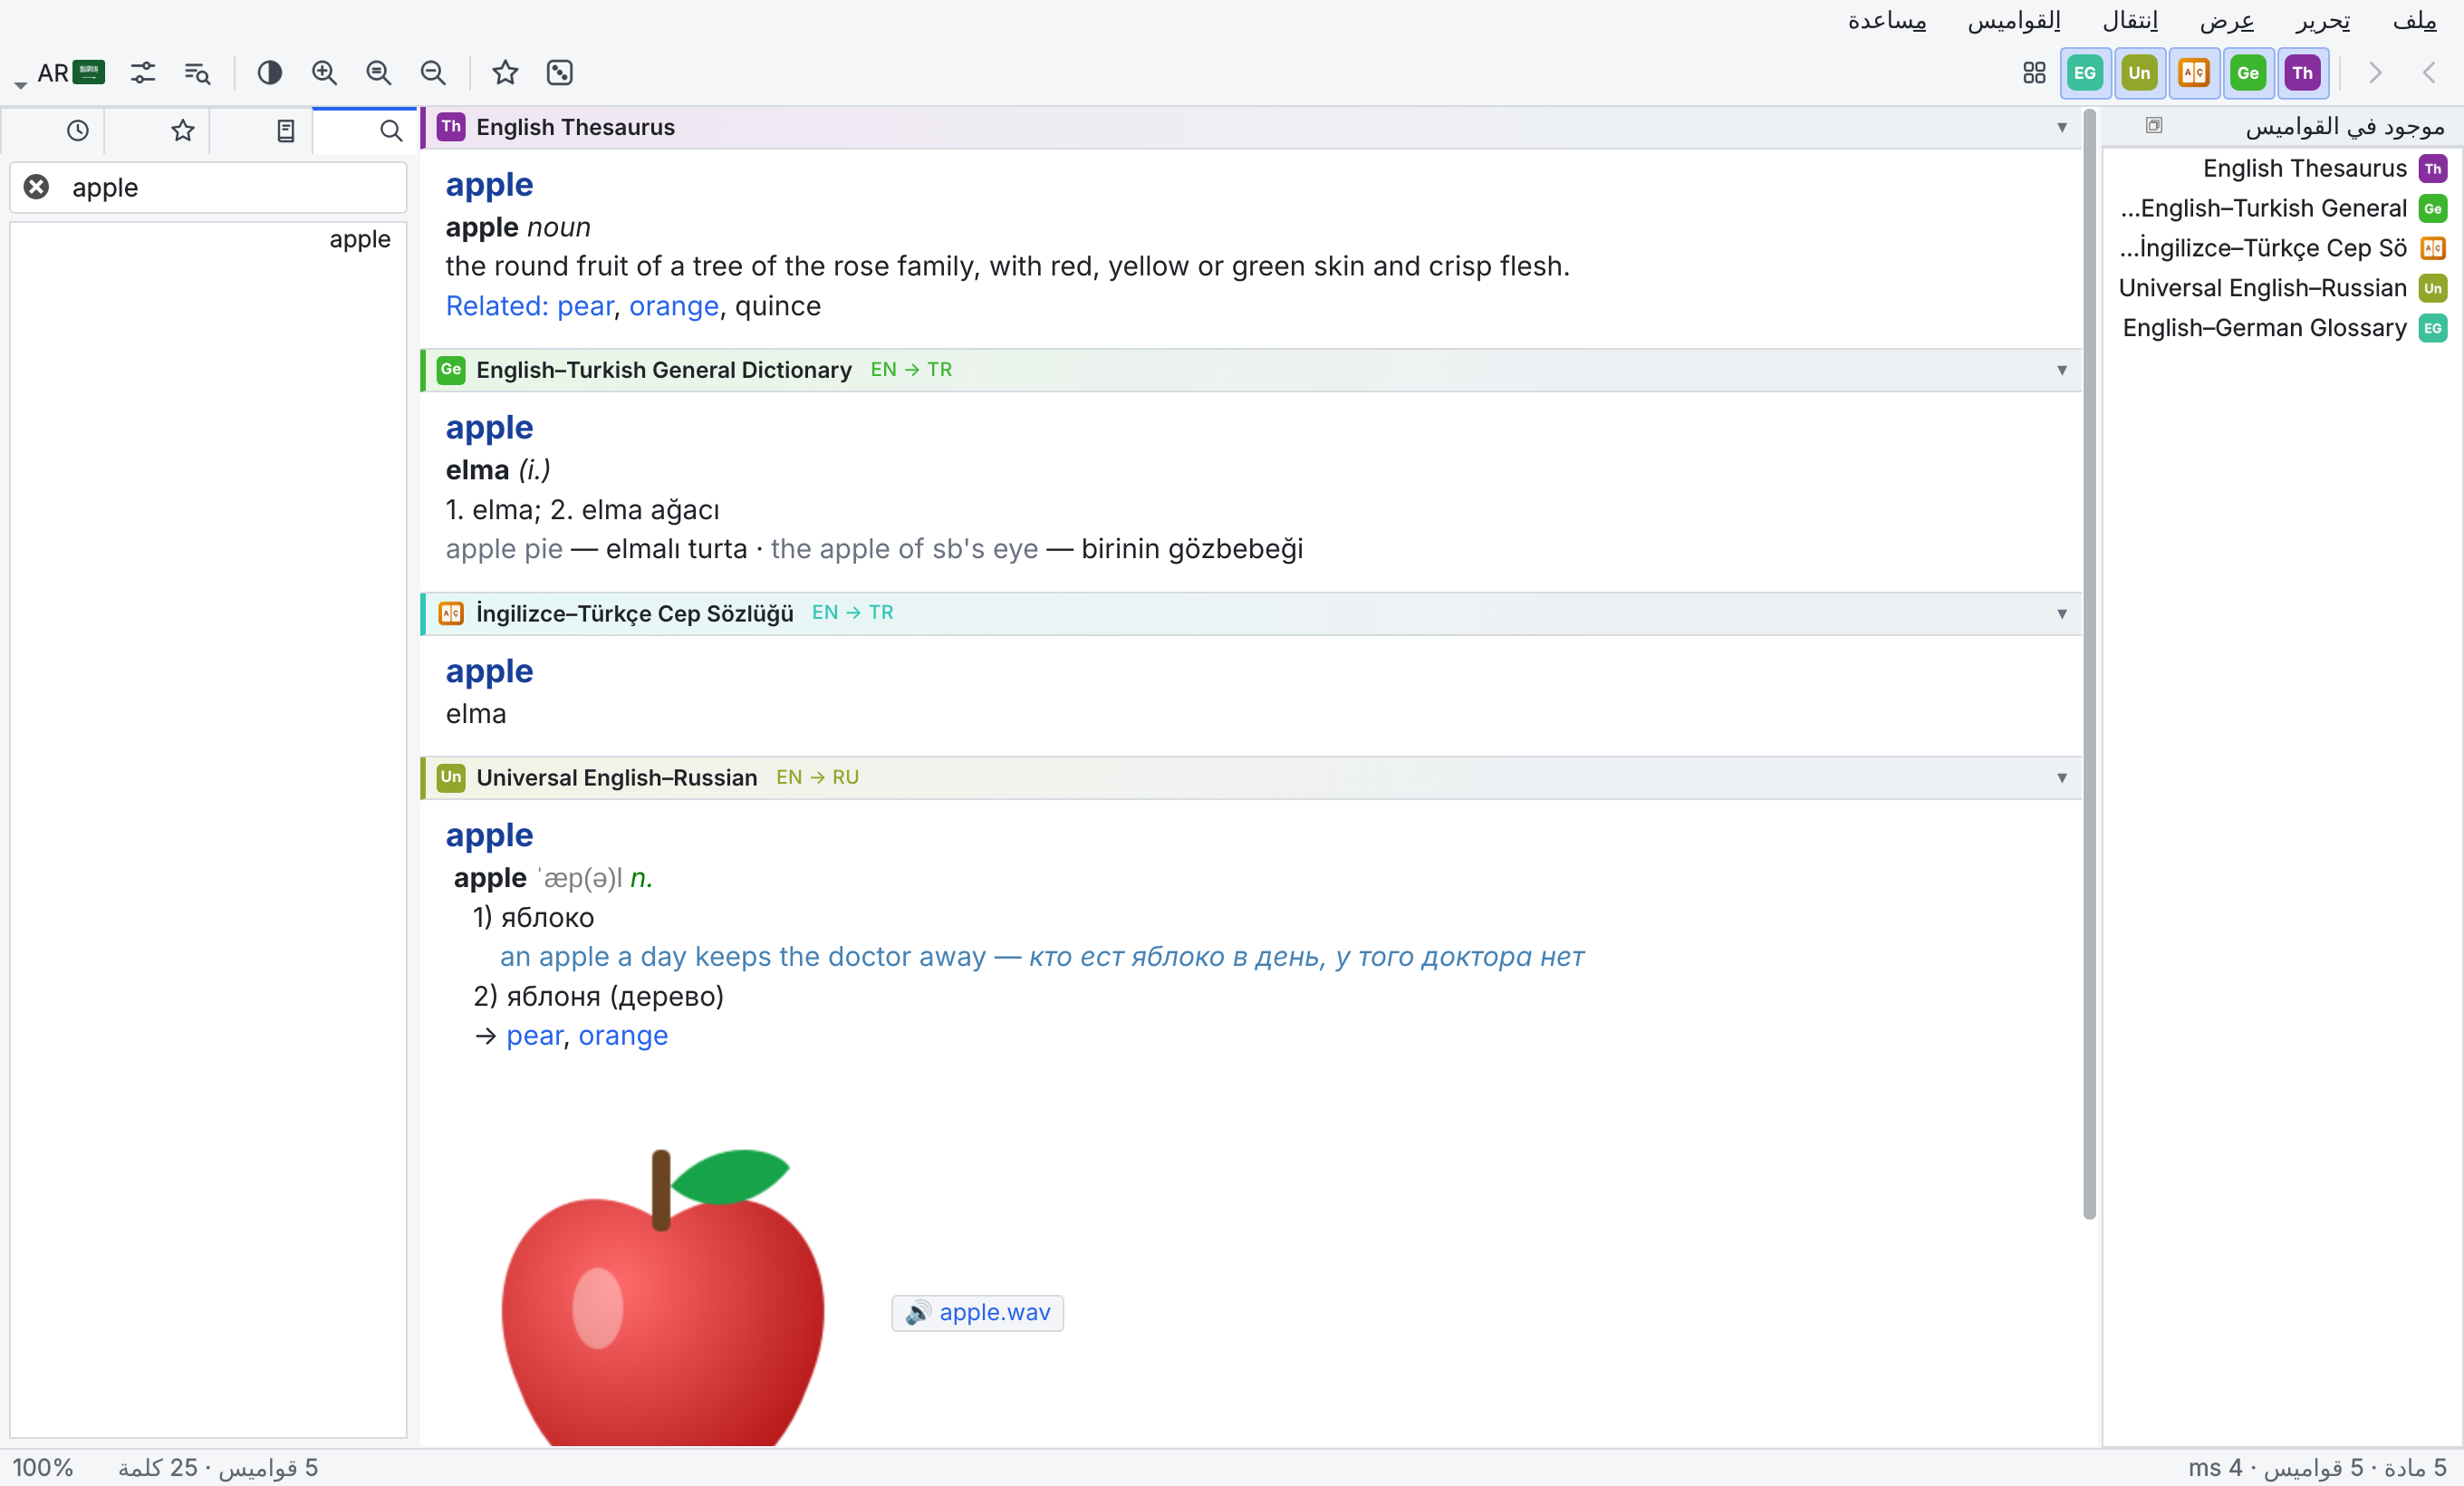 ملف تحرير عرض انتقال القواميس مساعدة
AR EG Un A Ç Ge Th
apple
apple
Th English Thesaurus
apple
apple noun
the round fruit of a tree of the rose family, with red, yellow or green skin and crisp flesh.
Related: pear, orange, quince
Ge English–Turkish General Dictionary EN → TR
apple
elma (i.)
1. elma; 2. elma ağacı
apple pie — elmalı turta · the apple of sb's eye — birinin gözbebeği
A Ç İngilizce–Türkçe Cep Sözlüğü EN → TR
apple
elma
Un Universal English–Russian EN → RU
apple
apple ˈæp(ə)l n.
1) яблоко
an apple a day keeps the doctor away — кто ест яблоко в день, у того доктора нет
2) яблоня (дерево)
→ pear, orange
apple.wav
موجود في القواميس
English Thesaurus Th
...English–Turkish General Ge
...İngilizce–Türkçe Cep Sö A Ç
Universal English–Russian Un
English–German Glossary EG
5 مادة · 5 قواميس · 4 ms
5 قواميس · 25 كلمة
100%